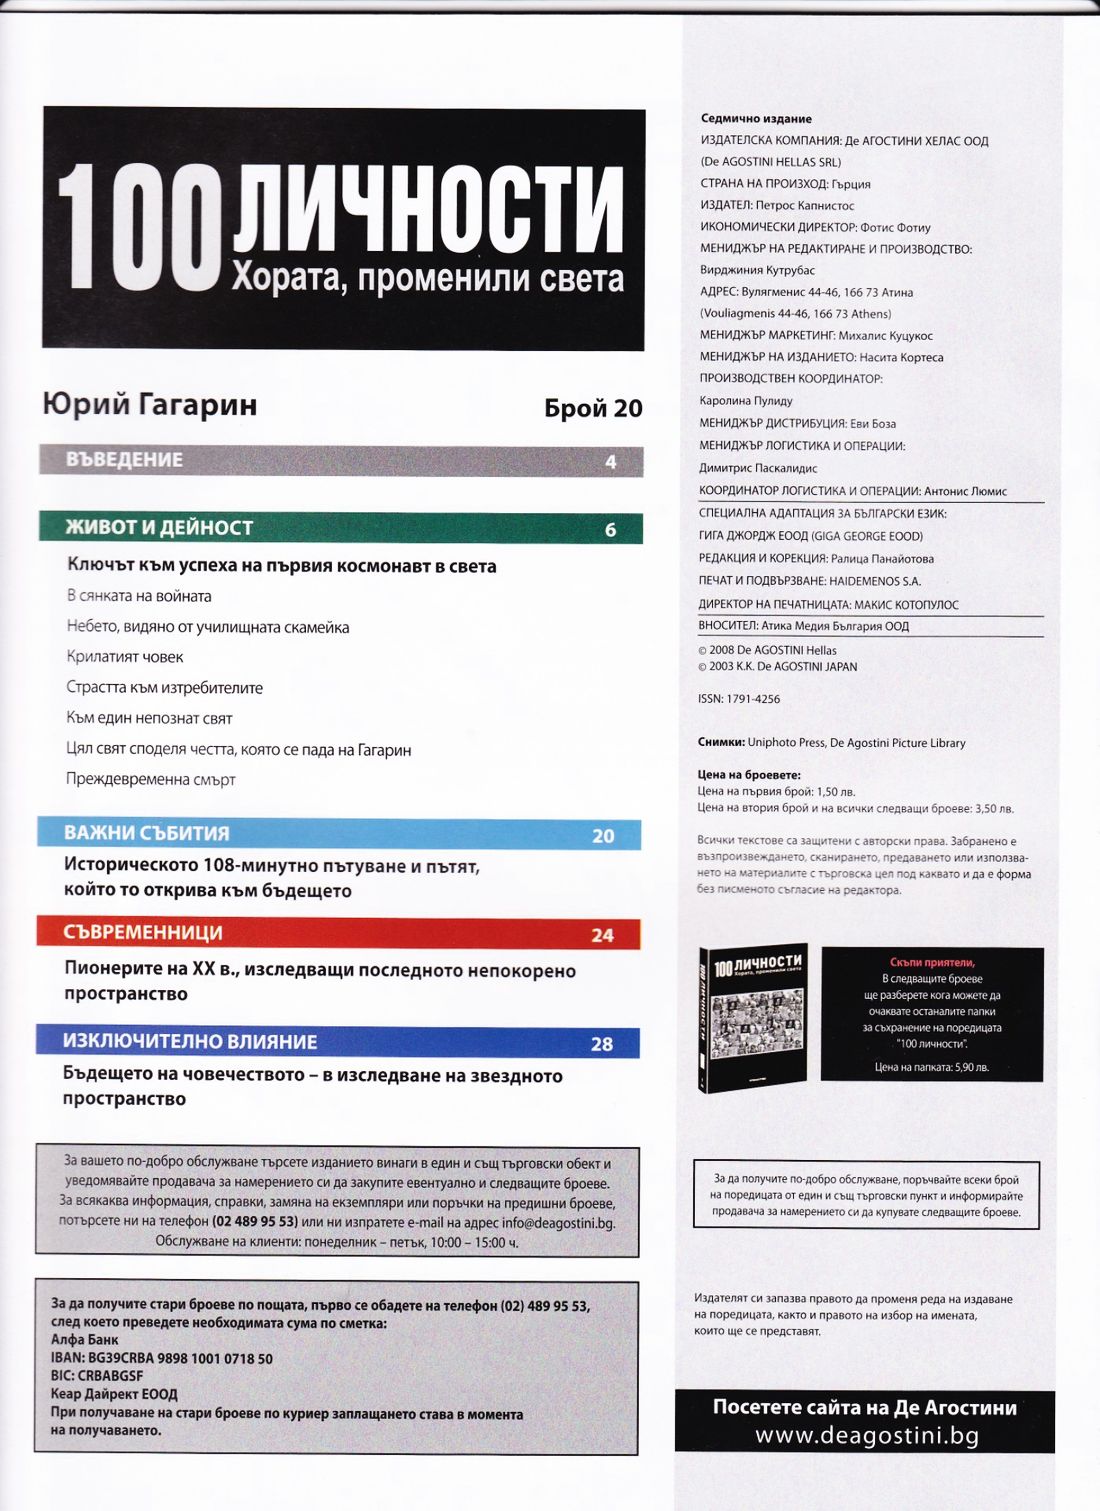 100 ЛИЧНОСТИ
Хората, променили света
Юрий Гагарин Брой 20
ВЪВЕДЕНИЕ 4
ЖИВОТ И ДЕЙНОСТ 6
Ключът към успеха на първия космонавт в света
В сянката на войната
Небето, видяно от училищната скамейка
Крилатият човек
Страстта към изтребителите
Към един непознат свят
Цял свят споделя честта, която се пада на Гагарин
Преждевременна смърт
ВАЖНИ СЪБИТИЯ 20
Историческото 108-минутно пътуване и пътят,
който то открива към бъдещето
СЪВРЕМЕННИЦИ 24
Пионерите на XX в., изследващи последното непокорено
пространство
ИЗКЛЮЧИТЕЛНО ВЛИЯНИЕ 28
Бъдещето на човечеството – в изследване на звездното
пространство
За вашето по-добро обслужване търсете изданието винаги в един и същ търговски обект и
уведомявайте продавача за намерението си да закупите евентуално и следващите броеве.
За всякаква информация, справки, замяна на екземпляри или поръчки на предишни броеве,
потърсете ни на телефон (02 489 95 53) или ни изпратете e-mail на адрес info@deagostini.bg.
Обслужване на клиенти: понеделник – петък, 10:00 – 15:00 ч.
За да получите стари броеве по пощата, първо се обадете на телефон (02) 489 95 53,
след което преведете необходимата сума по сметка:
Алфа Банк
IBAN: BG39CRBA 9898 1001 0718 50
BIC: CRBABGSF
Кеар Дайрект ЕООД
При получаване на стари броеве по куриер заплащането става в момента
на получаването.
Седмично издание
ИЗДАТЕЛСКА КОМПАНИЯ: Де АГОСТИНИ ХЕЛАС ООД
(De AGOSTINI HELLAS SRL)
СТРАНА НА ПРОИЗХОД: Гърция
ИЗДАТЕЛ: Петрос Капнистос
ИКОНОМИЧЕСКИ ДИРЕКТОР: Фотис Фотиу
МЕНИДЖЪР НА РЕДАКТИРАНЕ И ПРОИЗВОДСТВО:
Вирджиния Кутрубас
АДРЕС: Вулягменис 44-46, 166 73 Атина
(Vouliagmenis 44-46, 166 73 Athens)
МЕНИДЖЪР МАРКЕТИНГ: Михалис Куцукос
МЕНИДЖЪР НА ИЗДАНИЕТО: Насита Кортеса
ПРОИЗВОДСТВЕН КООРДИНАТОР:
Каролина Пулиду
МЕНИДЖЪР ДИСТРИБУЦИЯ: Еви Боза
МЕНИДЖЪР ЛОГИСТИКА И ОПЕРАЦИИ:
Димитрис Паскалидис
КООРДИНАТОР ЛОГИСТИКА И ОПЕРАЦИИ: Антонис Люмис
СПЕЦИАЛНА АДАПТАЦИЯ ЗА БЪЛГАРСКИ ЕЗИК:
ГИГА ДЖОРДЖ ЕООД (GIGA GEORGE EOOD)
РЕДАКЦИЯ И КОРЕКЦИЯ: Ралица Панайотова
ПЕЧАТ И ПОДВЪРЗВАНЕ: HAIDEMENOS S.A.
ДИРЕКТОР НА ПЕЧАТНИЦАТА: МАКИС КОТОПУЛОС
ВНОСИТЕЛ: Атика Медия България ООД
© 2008 De AGOSTINI Hellas
© 2003 K.K. De AGOSTINI JAPAN
ISSN: 1791-4256
Снимки: Uniphoto Press, De Agostini Picture Library
Цена на броевете:
Цена на първия брой: 1,50 лв.
Цена на втория брой и на всички следващи броеве: 3,50 лв.
Всички текстове са защитени с авторски права. Забранено е
възпроизвеждането, сканирането, предаването или използва-
нето на материалите с търговска цел под каквато и да е форма
без писменото съгласие на редактора.
100 ЛИЧНОСТИ
Хората, променили света
100 ЛИЧНОСТИ
Скъпи приятели,
В следващите броеве
ще разберете кога можете да
очаквате останалите папки
за съхранение на поредицата
"100 личности".
Цена на папката: 5,90 лв.
За да получите по-добро обслужване, поръчвайте всеки брой
на поредицата от един и същ търговски пункт и информирайте
продавача за намерението си да купувате следващите броеве.
Издателят си запазва правото да променя реда на издаване
на поредицата, както и правото на избор на имената,
които ще се представят.
Посетете сайта на Де Агостини
www.deagostini.bg